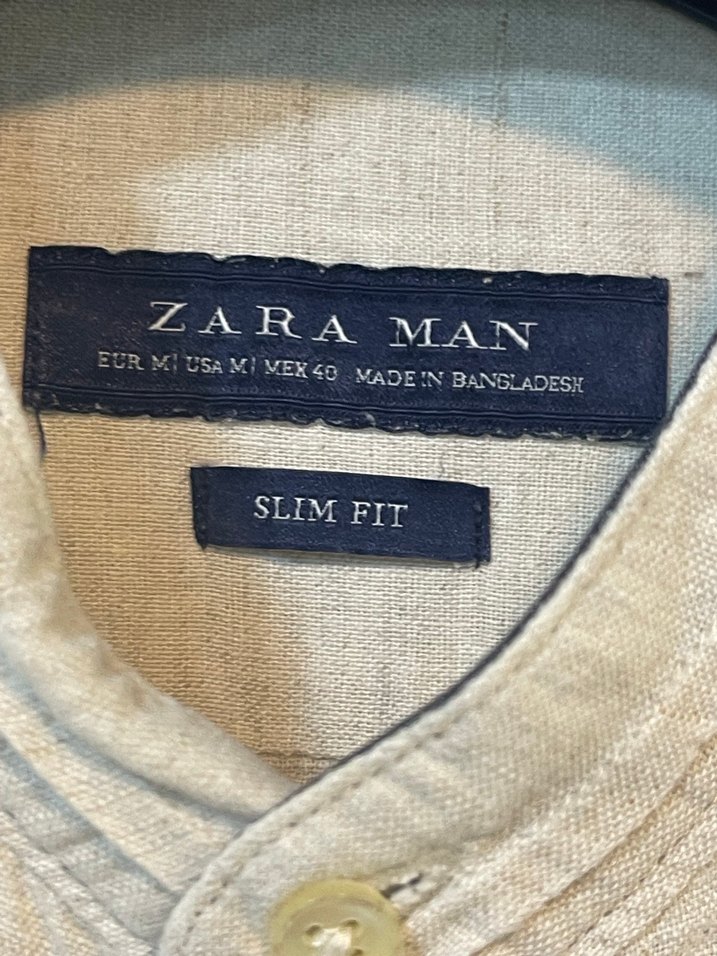 ZARA MAN
EUR M| USA M| MEX 40 MADE IN BANGLADESH
SLIM FIT